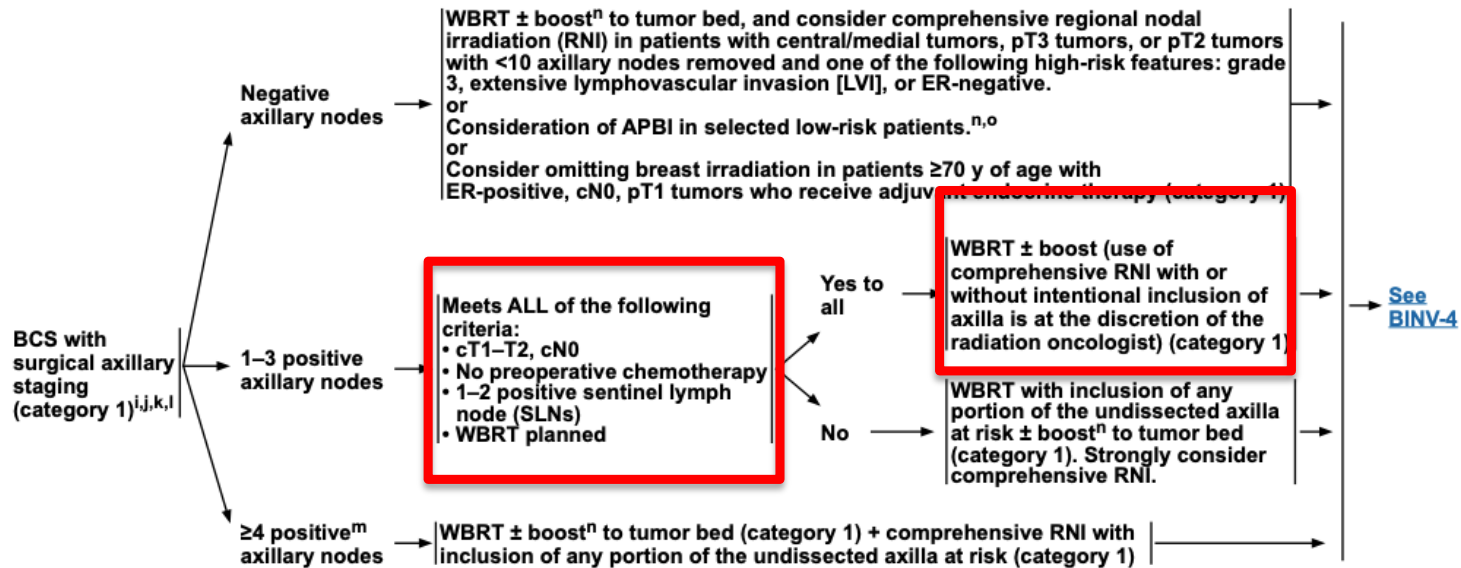 WBRT ± boostⁿ to tumor bed, and consider comprehensive regional nodal
irradiation (RNI) in patients with central/medial tumors, pT3 tumors, or pT2 tumors
with <10 axillary nodes removed and one of the following high-risk features: grade
3, extensive lymphovascular invasion [LVI], or ER-negative.
or
Consideration of APBI in selected low-risk patients.ⁿ,ᵒ
or
Consider omitting breast irradiation in patients ≥70 y of age with
ER-positive, cN0, pT1 tumors who receive adjuvant endocrine therapy (category 1)
Negative
axillary nodes
BCS with
surgical axillary
staging
(category 1)ⁱ,ʲ,ᵏ,ˡ
1–3 positive
axillary nodes
Meets ALL of the following
criteria:
• cT1–T2, cN0
• No preoperative chemotherapy
• 1–2 positive sentinel lymph
node (SLNs)
• WBRT planned
Yes to
all
WBRT ± boost (use of
comprehensive RNI with or
without intentional inclusion of
axilla is at the discretion of the
radiation oncologist) (category 1)
No
WBRT with inclusion of any
portion of the undissected axilla
at risk ± boostⁿ to tumor bed
(category 1). Strongly consider
comprehensive RNI.
See
BINV-4
≥4 positiveᵐ
axillary nodes
WBRT ± boostⁿ to tumor bed (category 1) + comprehensive RNI with
inclusion of any portion of the undissected axilla at risk (category 1)